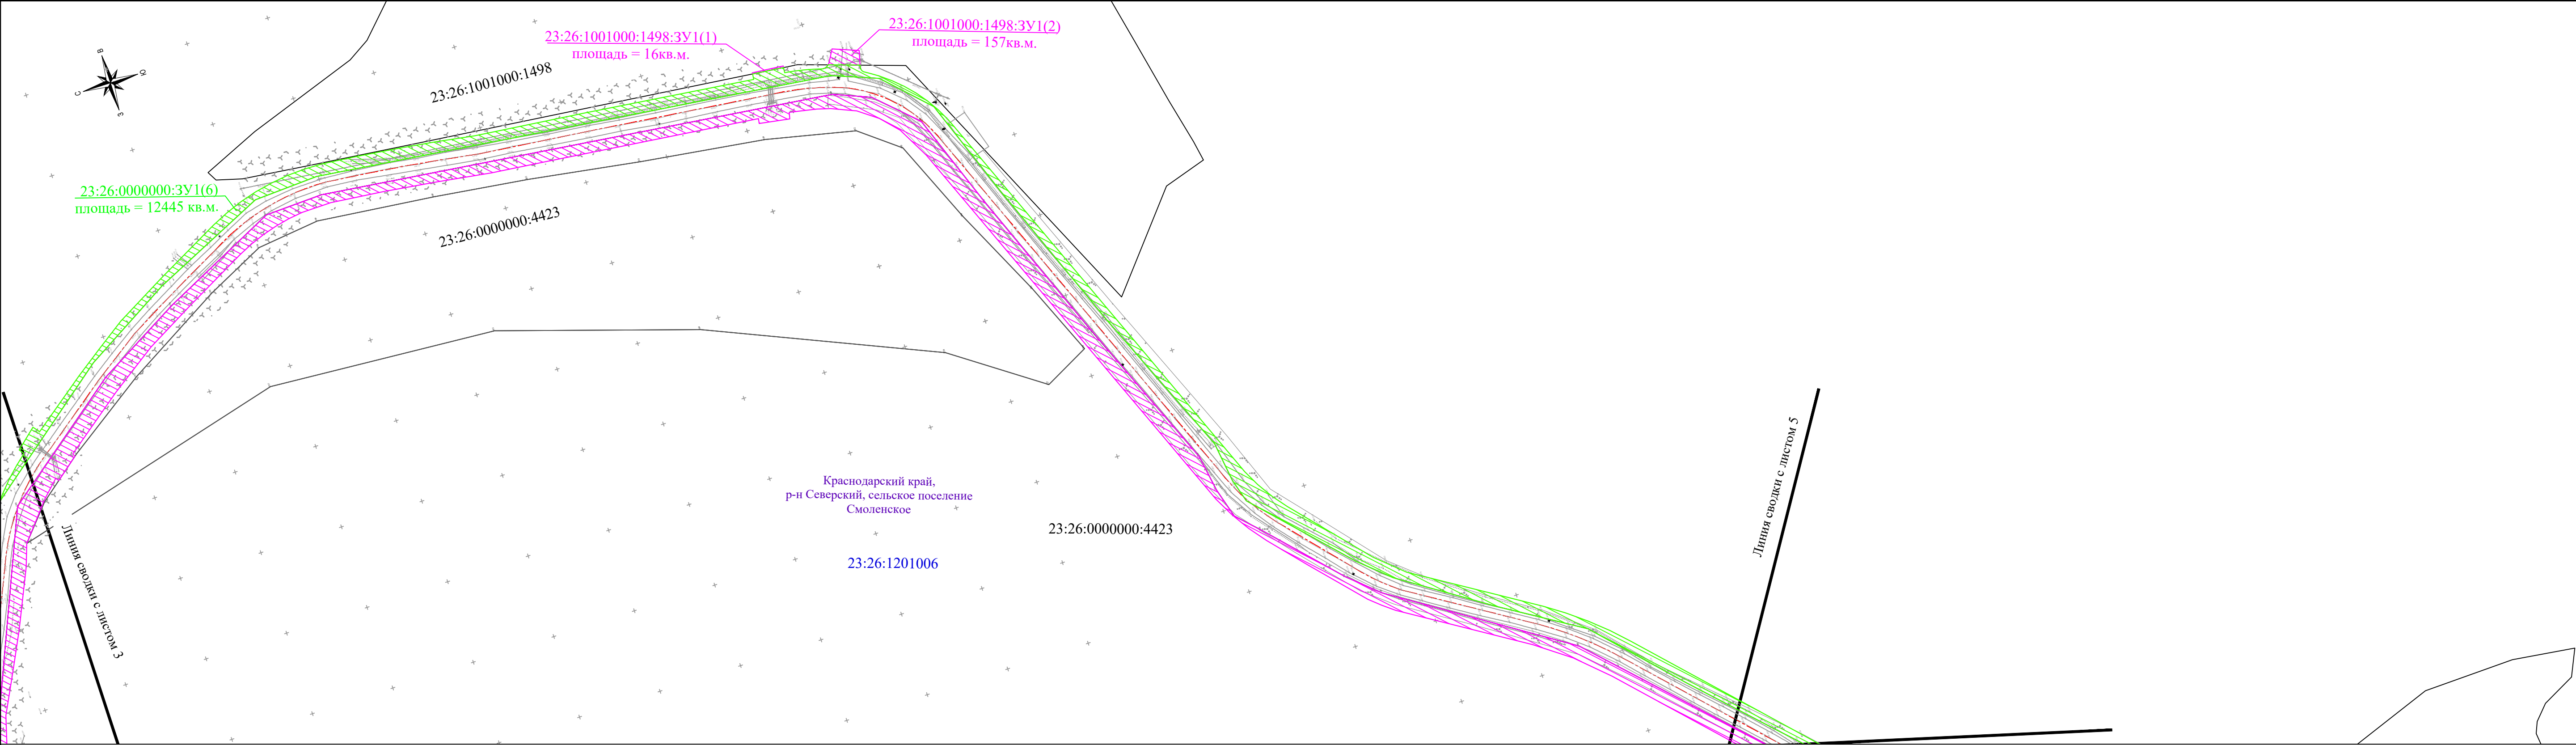 23:26:1001000:1498:ЗУ1(2)
площадь = 157кв.м.
23:26:1001000:1498:ЗУ1(1)
площадь = 16кв.м.
В
Ю
С
З
23:26:1001000:1498
23:26:0000000:ЗУ1(6)
площадь = 12445 кв.м.
23:26:0000000:4423
Краснодарский край,
р-н Северский, сельское поселение
Смоленское
23:26:0000000:4423
23:26:1201006
Линия сводки с листом 5
Линия сводки с листом 3